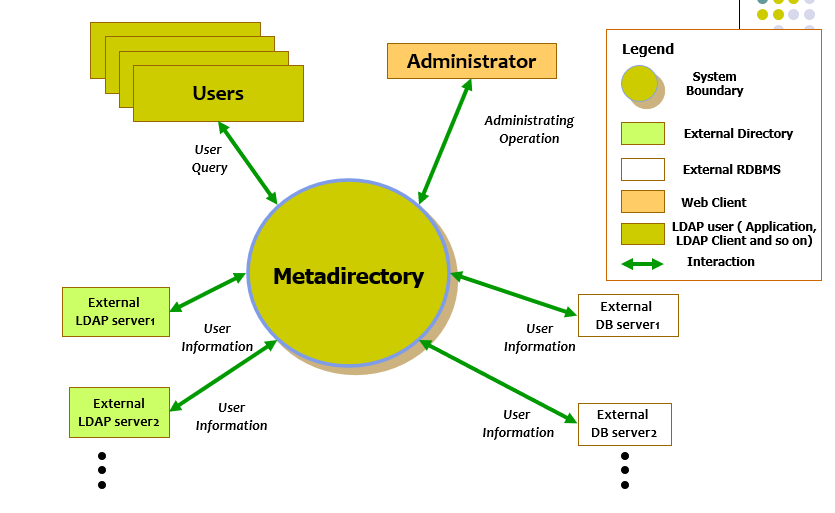 Users
Administrator
Administrating
Operation
User
Query
Metadirectory
External
LDAP server1
User
Information
External
LDAP server2
User
Information
External
DB server1
User
Information
External
DB server2
User
Information
Legend
System
Boundary
External Directory
External RDBMS
Web Client
LDAP user ( Application,
LDAP Client and so on)
Interaction